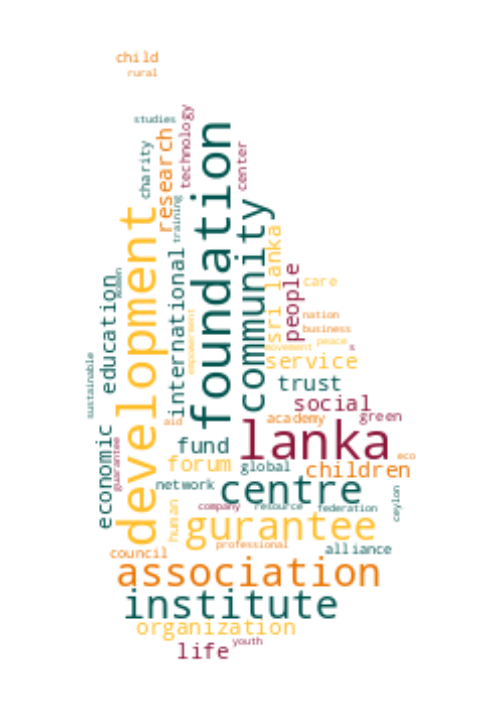 child
rural
studies
technology
charity
research
center
training
foundation
development
community
sri lanka
international
people
women
education
care
nation
business
empowerment
movement
peace
s
sustainable
service
trust
social
aid
academy
green
lanka
economic
guarantee
fund
forum
global
children
eco
network
centre
ceylon
human
company
resource
federation
gurantee
professional
council
alliance
association
institute
organization
youth
life